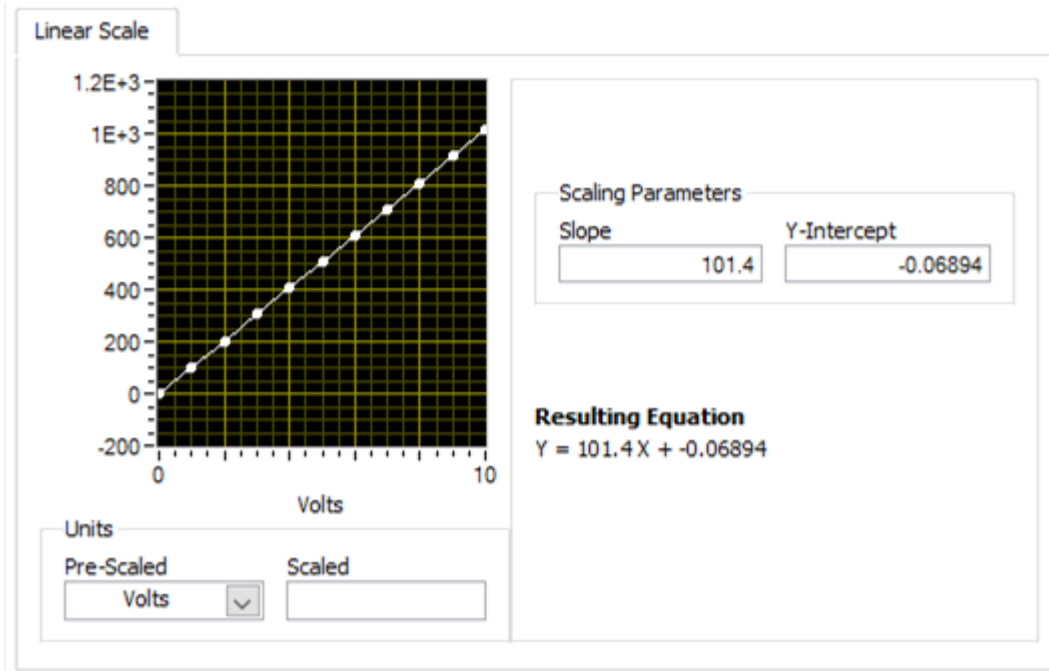 Linear Scale
1.2E+3
1E+3
800
600
400
200
0
-200
0
10
Volts
Units
Pre-Scaled
Scaled
Volts
Scaling Parameters
Slope
Y-Intercept
101.4
-0.06894
Resulting Equation
Y = 101.4 X + -0.06894